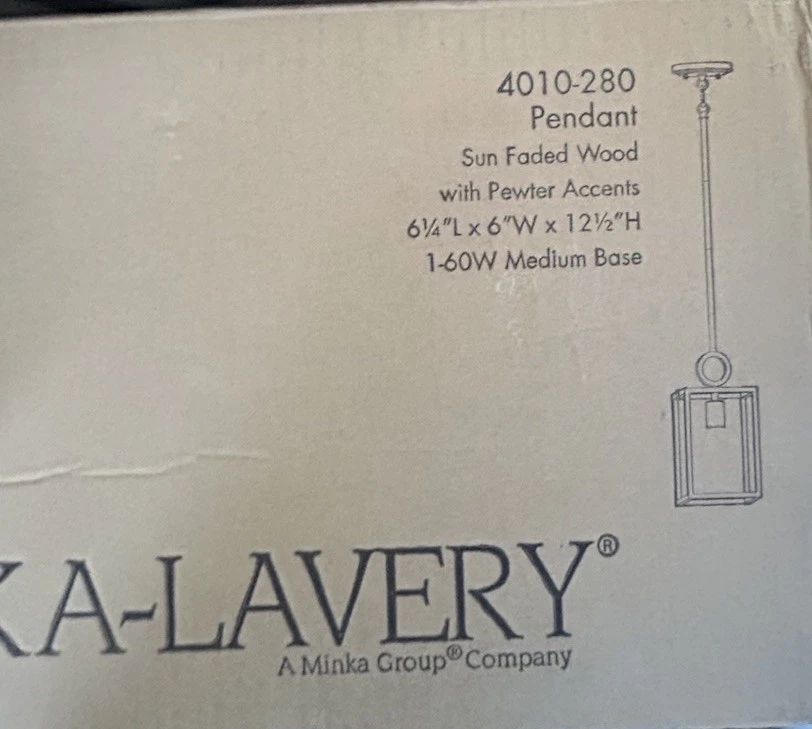 4010-280
Pendant
Sun Faded Wood
with Pewter Accents
6¼"L x 6"W x 12½"H
1-60W Medium Base
KA-LAVERY®
A Minka Group® Company